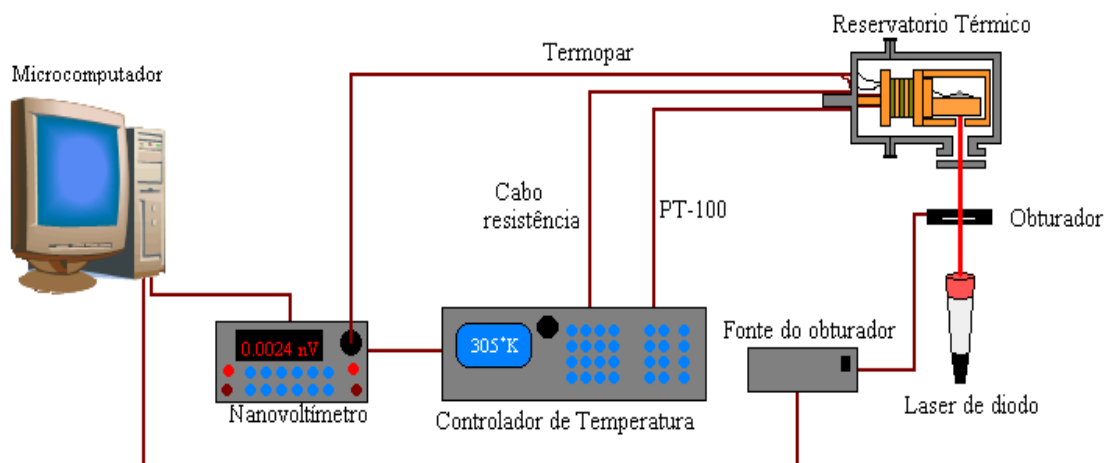 Reservatorio Térmico
Termopar
Microcomputador
Cabo
resistência
PT-100
Obturador
Fonte do obturador
305°K
0.0024 nV
Nanovoltímetro
Controlador de Temperatura
Laser de diodo